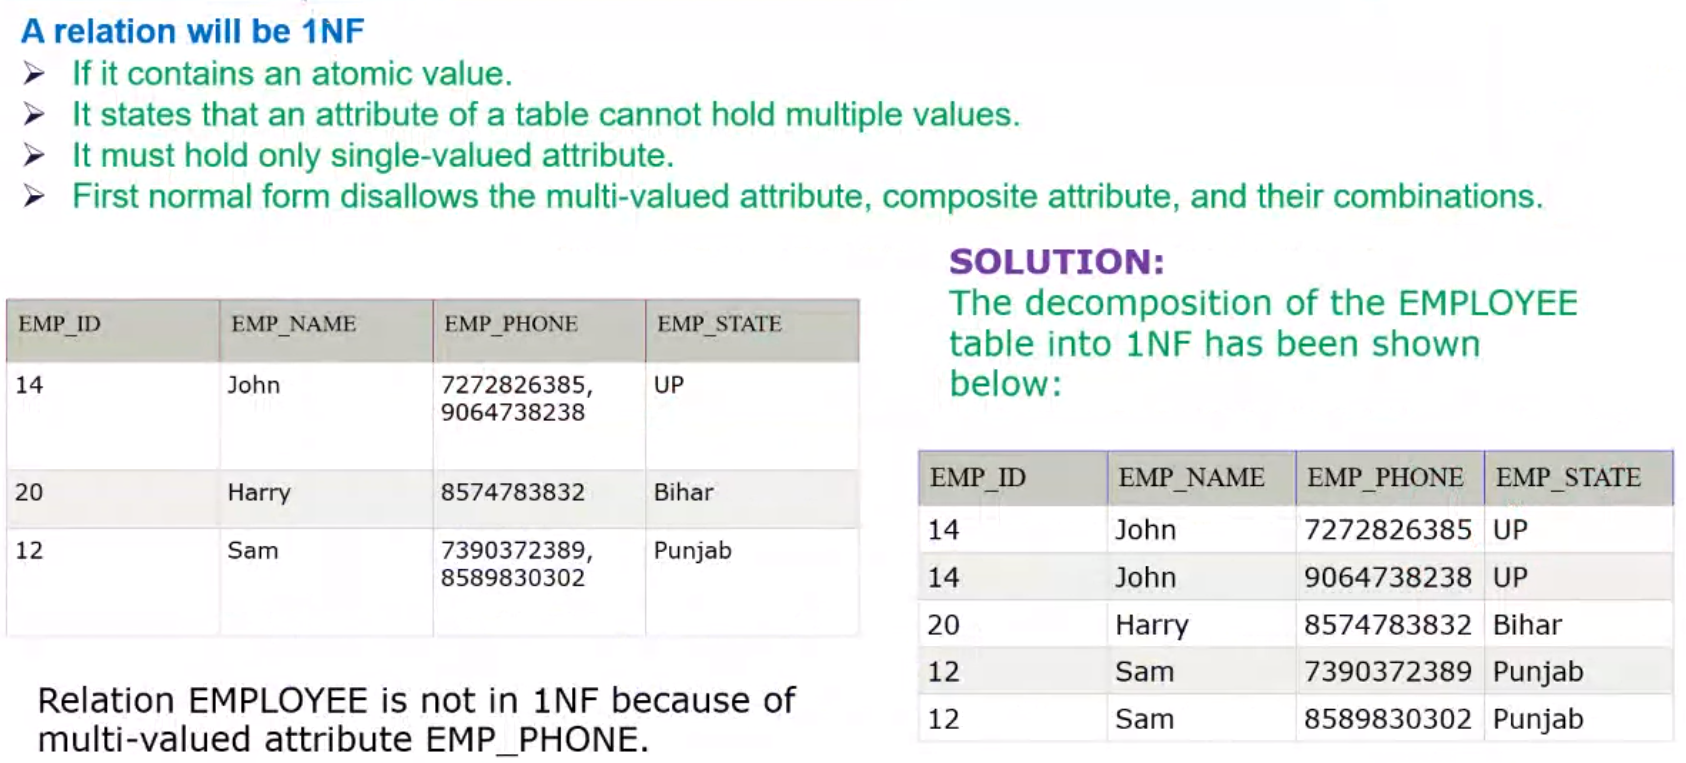 A relation will be 1NF
➢ If it contains an atomic value.
➢ It states that an attribute of a table cannot hold multiple values.
➢ It must hold only single-valued attribute.
➢ First normal form disallows the multi-valued attribute, composite attribute, and their combinations.
EMP_ID EMP_NAME EMP_PHONE EMP_STATE
14 John 7272826385, UP
9064738238
20 Harry 8574783832 Bihar
12 Sam 7390372389, Punjab
8589830302
Relation EMPLOYEE is not in 1NF because of
multi-valued attribute EMP_PHONE.
SOLUTION:
The decomposition of the EMPLOYEE
table into 1NF has been shown
below:
EMP_ID EMP_NAME EMP_PHONE EMP_STATE
14 John 7272826385 UP
14 John 9064738238 UP
20 Harry 8574783832 Bihar
12 Sam 7390372389 Punjab
12 Sam 8589830302 Punjab